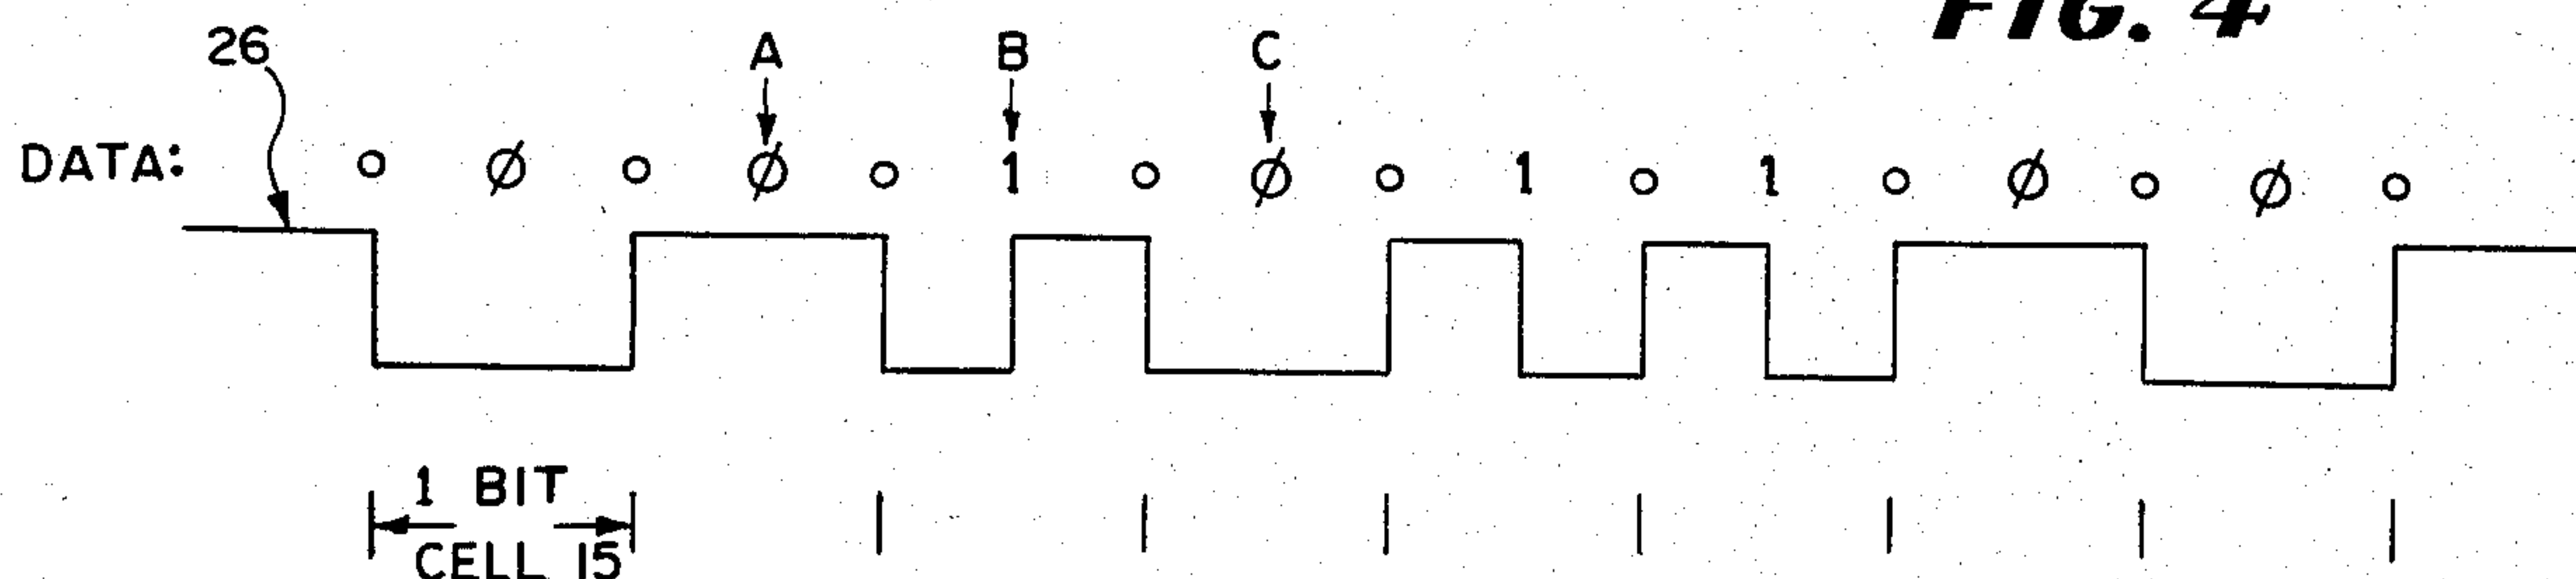 FIG. 4
26 A B C
DATA: o Ø o Ø o 1 o Ø o 1 o 1 o Ø o Ø o
1 BIT
CELL 15